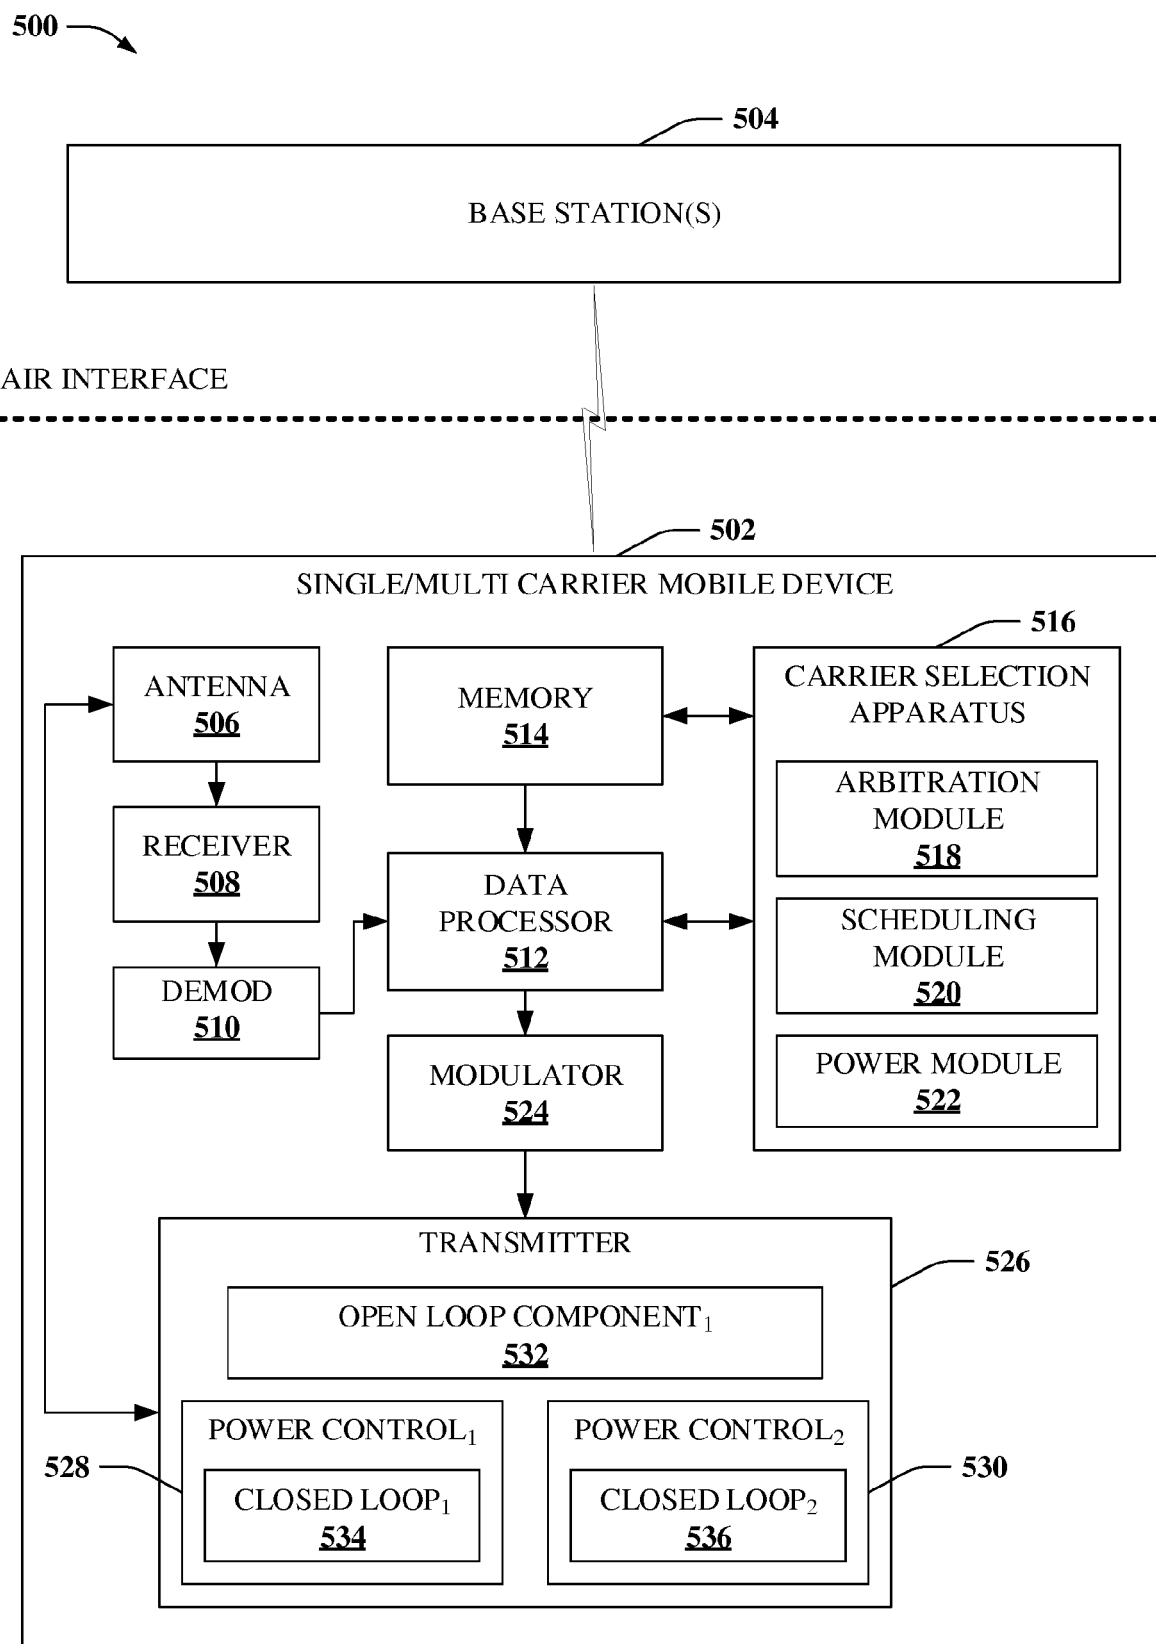 500
504
BASE STATION(S)
AIR INTERFACE
502
SINGLE/MULTI CARRIER MOBILE DEVICE
ANTENNA
506
RECEIVER
508
DEMOD
510
MEMORY
514
DATA
PROCESSOR
512
MODULATOR
524
516
CARRIER SELECTION
APPARATUS
ARBITRATION
MODULE
518
SCHEDULING
MODULE
520
POWER MODULE
522
TRANSMITTER
526
OPEN LOOP COMPONENT₁
532
POWER CONTROL₁
528
CLOSED LOOP₁
534
POWER CONTROL₂
530
CLOSED LOOP₂
536